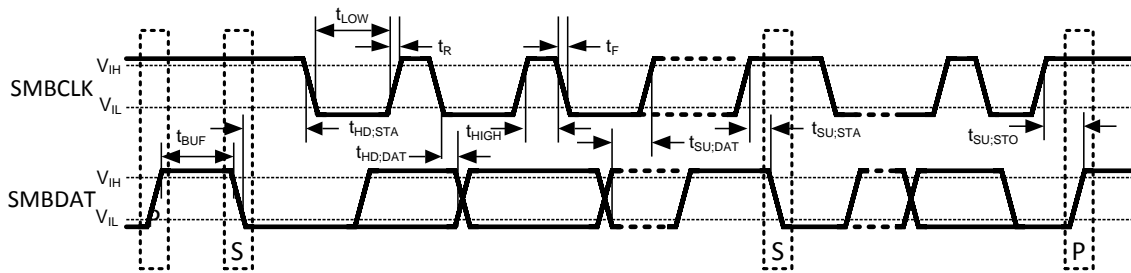 tLOW
tR
tF
VIH
SMBCLK
VIL
tHD;STA
tHIGH
tSU;DAT
tSU;STA
tSU;STO
tBUF
tHD;DAT
VIH
SMBDAT
VIL
P
S
S
P